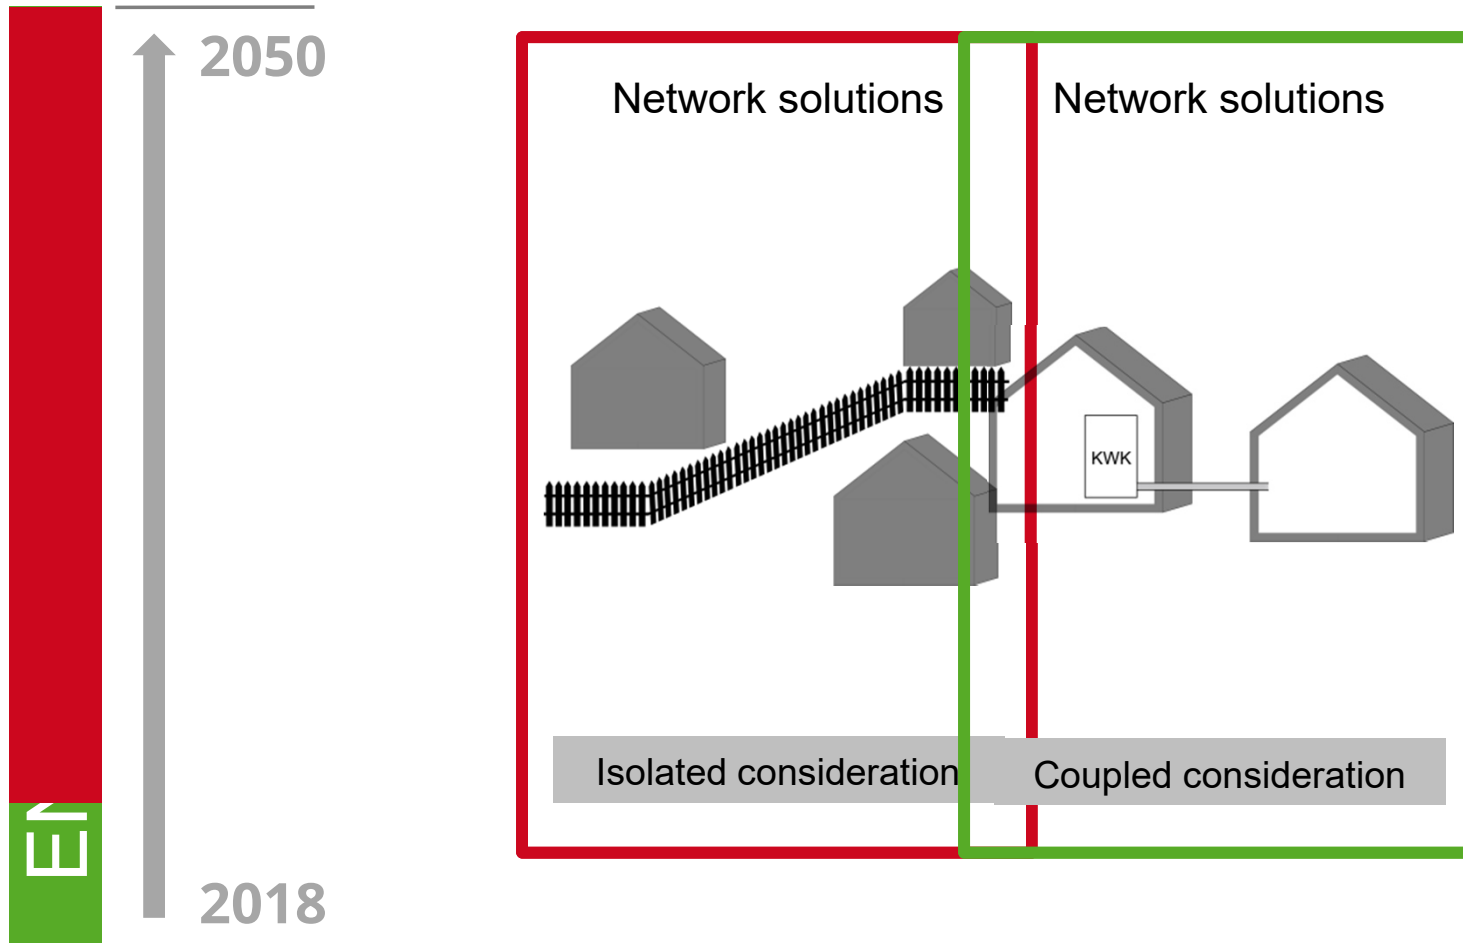 2050
Network solutions
Network solutions
KWK
Isolated consideration
Coupled consideration
2018